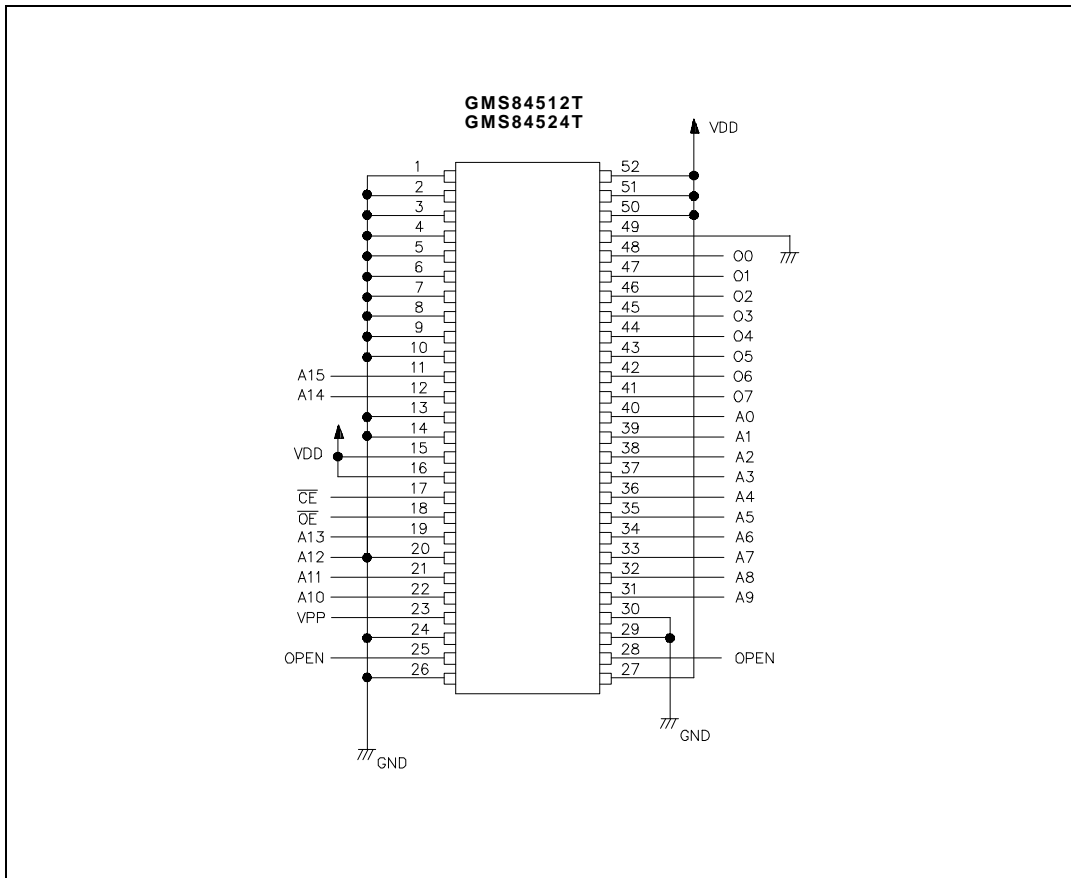 GMS84512T
GMS84524T
VDD
1 52
2 51
3 50
4 49
5 48 O0
6 47 O1
7 46 O2
8 45 O3
9 44 O4
10 43 O5
A15 11 42 O6
A14 12 41 O7
13 40 A0
14 39 A1
VDD 15 38 A2
16 37 A3
CE 17 36 A4
OE 18 35 A5
A13 19 34 A6
A12 20 33 A7
A11 21 32 A8
A10 22 31 A9
VPP 23 30
24 29
OPEN 25 28 OPEN
26 27
GND
GND